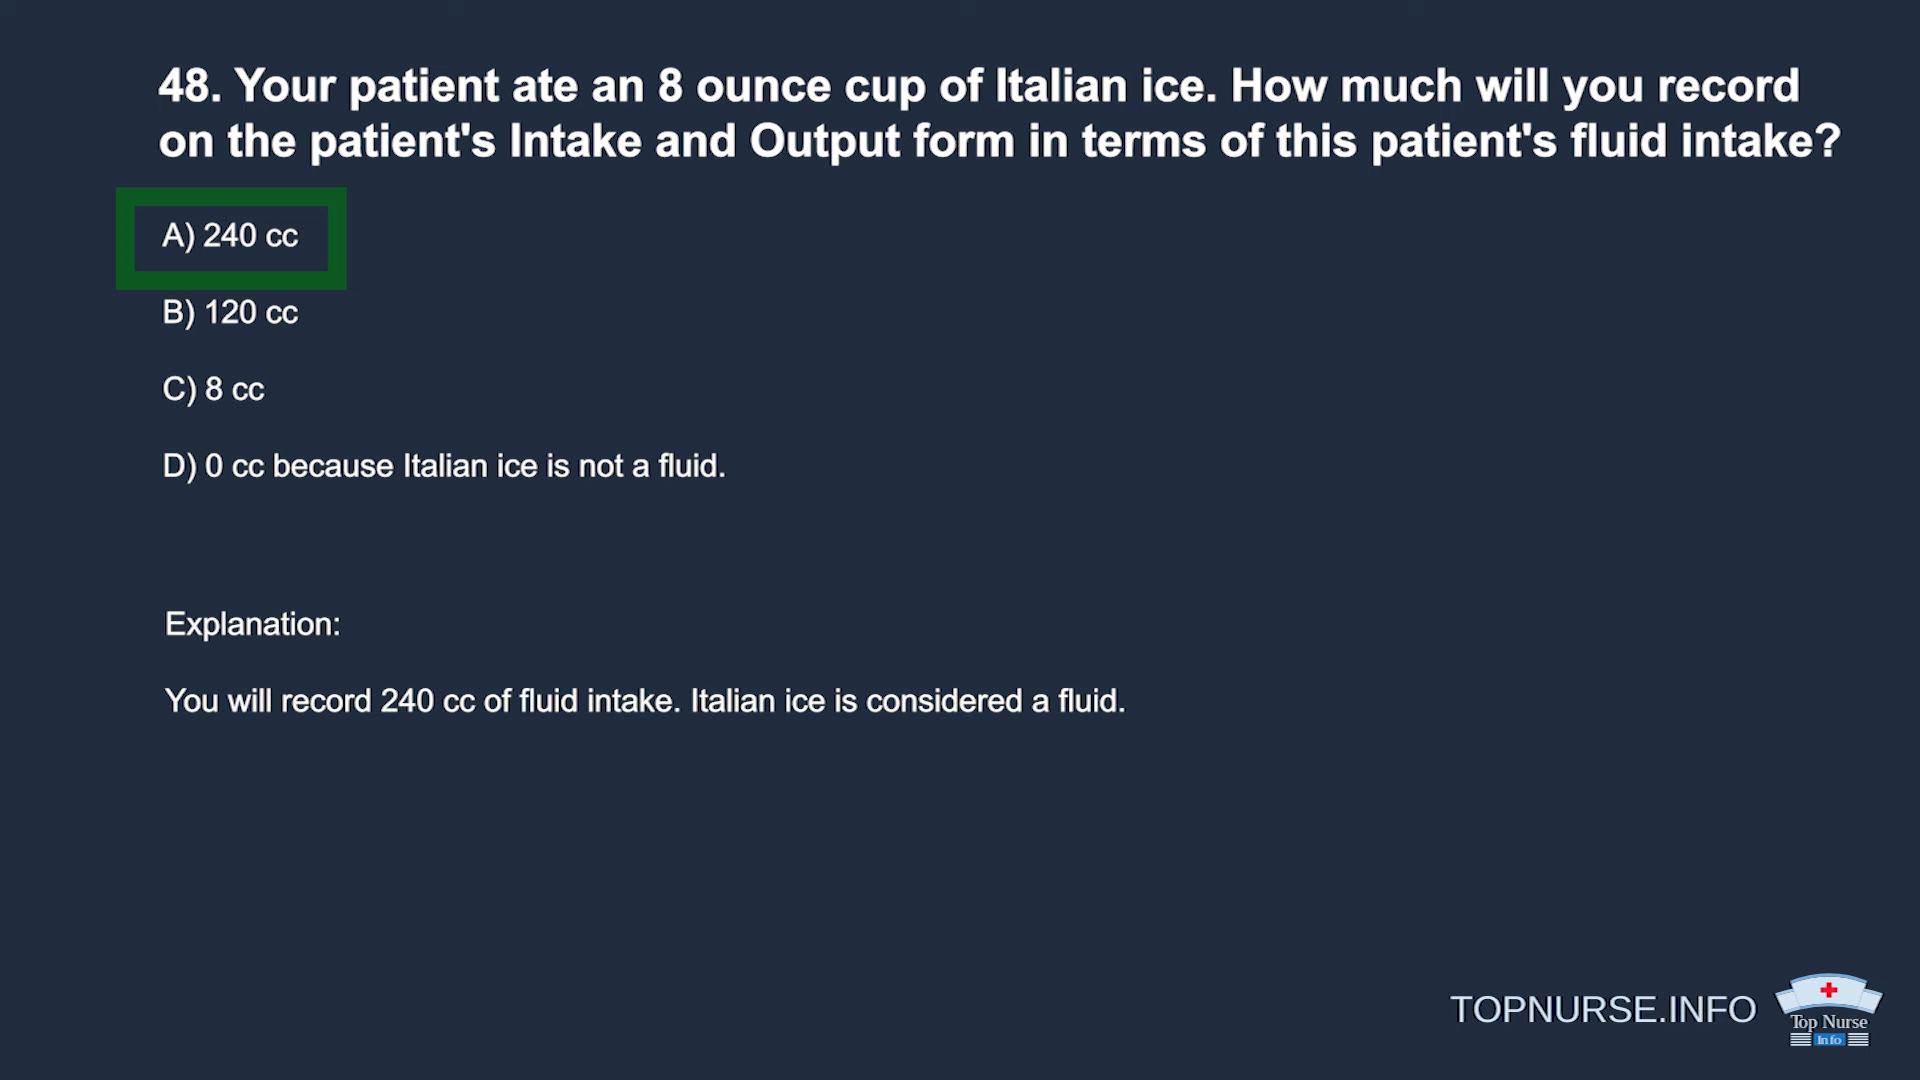 48. Your patient ate an 8 ounce cup of Italian ice. How much will you record
on the patient's Intake and Output form in terms of this patient's fluid intake?
A) 240 cc
B) 120 cc
C) 8 cc
D) 0 cc because Italian ice is not a fluid.
Explanation:
You will record 240 cc of fluid intake. Italian ice is considered a fluid.
TOPNURSE.INFO
Top Nurse
Info